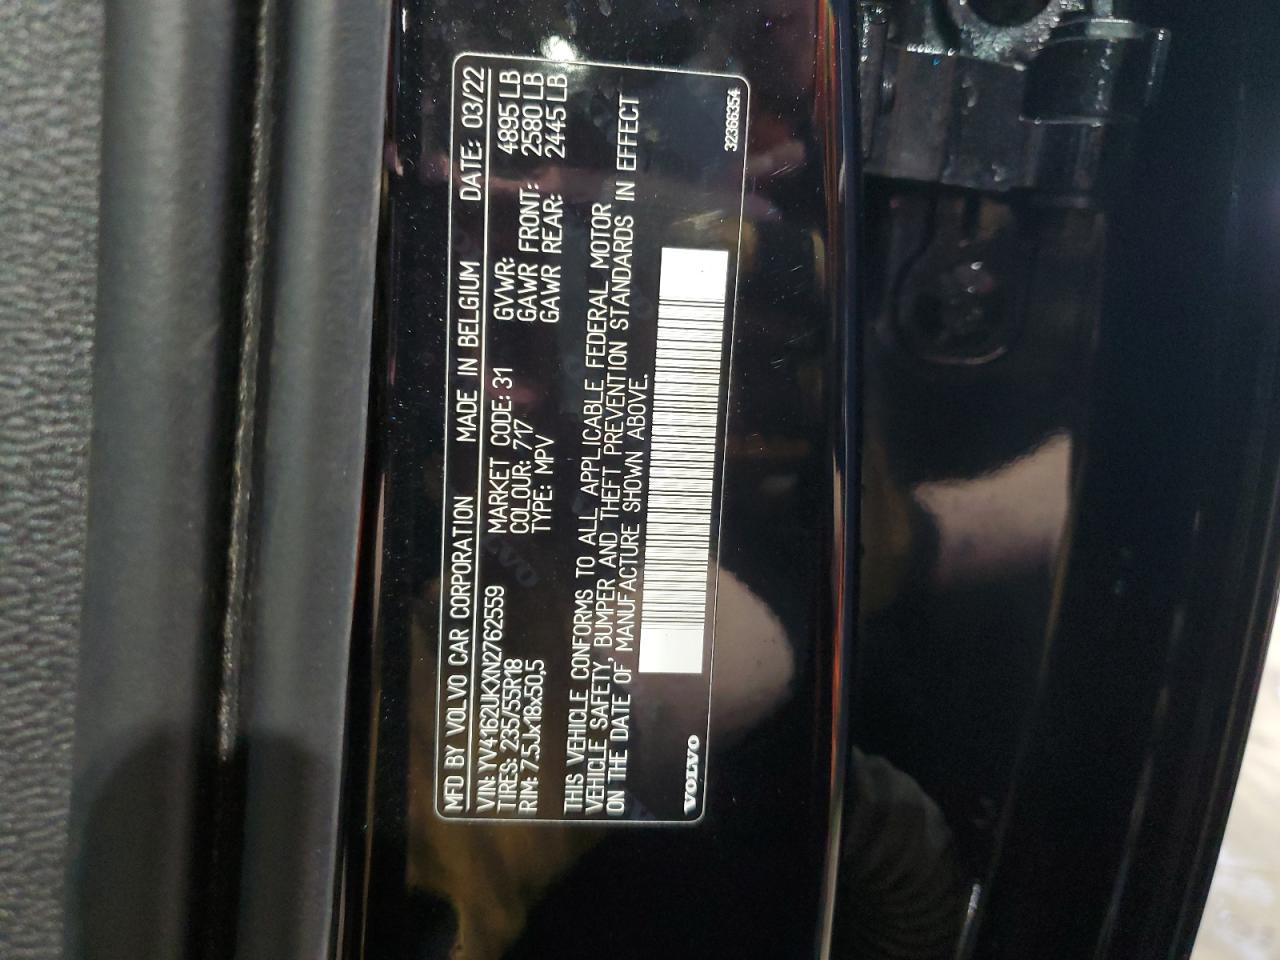 MFD BY VOLVO CAR CORPORATION MADE IN BELGIUM DATE: 03/22
VIN: YV4162UKXN2762559 MARKET CODE: 31 GVWR: 4895 LB
TIRES: 235/55R18 COLOUR: 717 GAWR FRONT: 2580 LB
RIM: 7.5Jx18x50,5 TYPE: MPV GAWR REAR: 2445 LB
THIS VEHICLE CONFORMS TO ALL APPLICABLE FEDERAL MOTOR
VEHICLE SAFETY, BUMPER AND THEFT PREVENTION STANDARDS IN EFFECT
ON THE DATE OF MANUFACTURE SHOWN ABOVE.
VOLVO 32366354